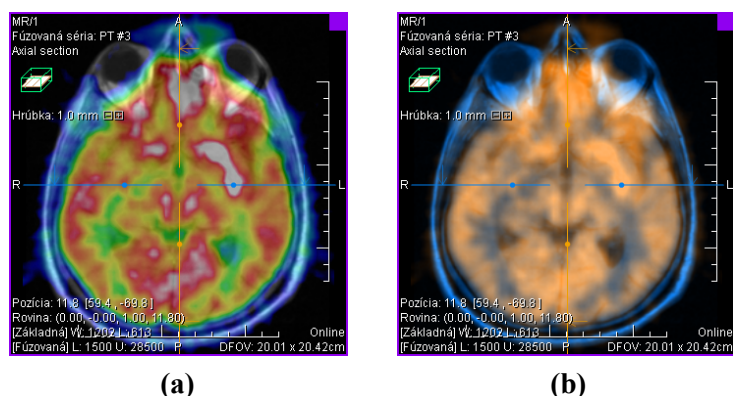 MR/1
Fúzovaná séria: PT #3
Axial section
A
Hrúbka: 1.0 mm
R
L
Pozícia: 11.8 [59.4 , -69.8]
Rovina: (0.00, -0.00, 1.00, 11.80)
[Základná] W: 1202 L: 613
Online
[Fúzovaná] L: 1500 U: 28500
P
DFOV: 20.01 x 20.42cm
(a)
MR/1
Fúzovaná séria: PT #3
Axial section
A
Hrúbka: 1.0 mm
R
L
Pozícia: 11.8 [59.4 , -69.8]
Rovina: (0.00, -0.00, 1.00, 11.80)
[Základná] W: 1202 L: 613
Online
[Fúzovaná] L: 1500 U: 28500
P
DFOV: 20.01 x 20.42cm
(b)